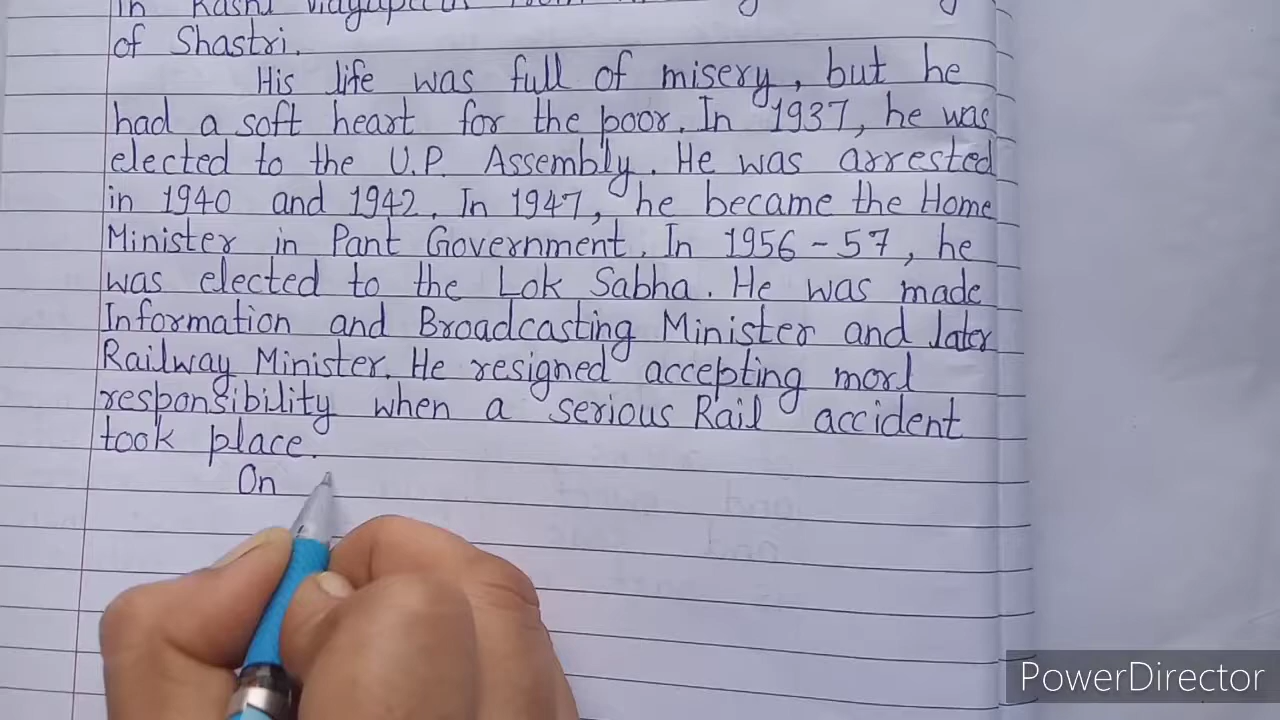 in Kashi
of Shastri.
His life was full of misery, but he
had a soft heart for the poor. In 1937, he was
elected to the U.P. Assembly. He was arrested
in 1940 and 1942. In 1947, he became the Home
Minister in Pant Government. In 1956-57, he
was elected to the Lok Sabha. He was made
Information and Broadcasting Minister and later
Railway Minister. He resigned accepting morl
responsibility when a serious Rail accident
took place.
On
PowerDirector